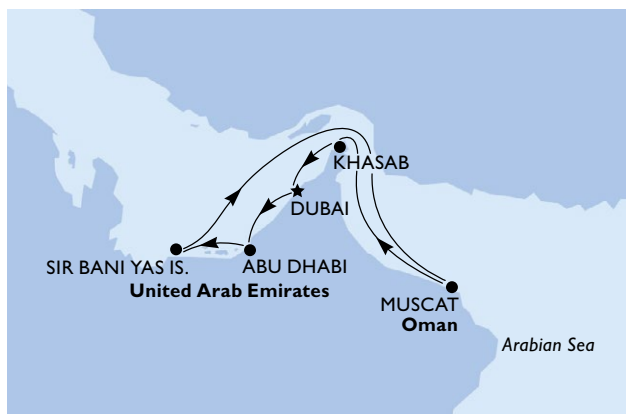 KHASAB
DUBAI
SIR BANI YAS IS.
ABU DHABI
United Arab Emirates
MUSCAT
Oman
Arabian Sea